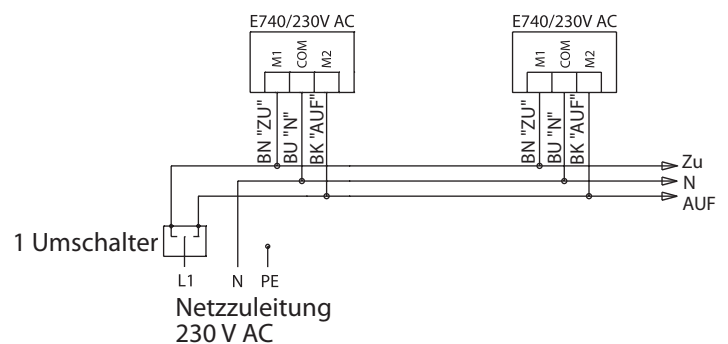 E740/230V AC
E740/230V AC
M1
COM
M2
M1
COM
M2
BN "ZU"
BU "N"
BK "AUF"
BN "ZU"
BU "N"
BK "AUF"
Zu
N
AUF
1 Umschalter
L1
N
PE
Netzzuleitung
230 V AC